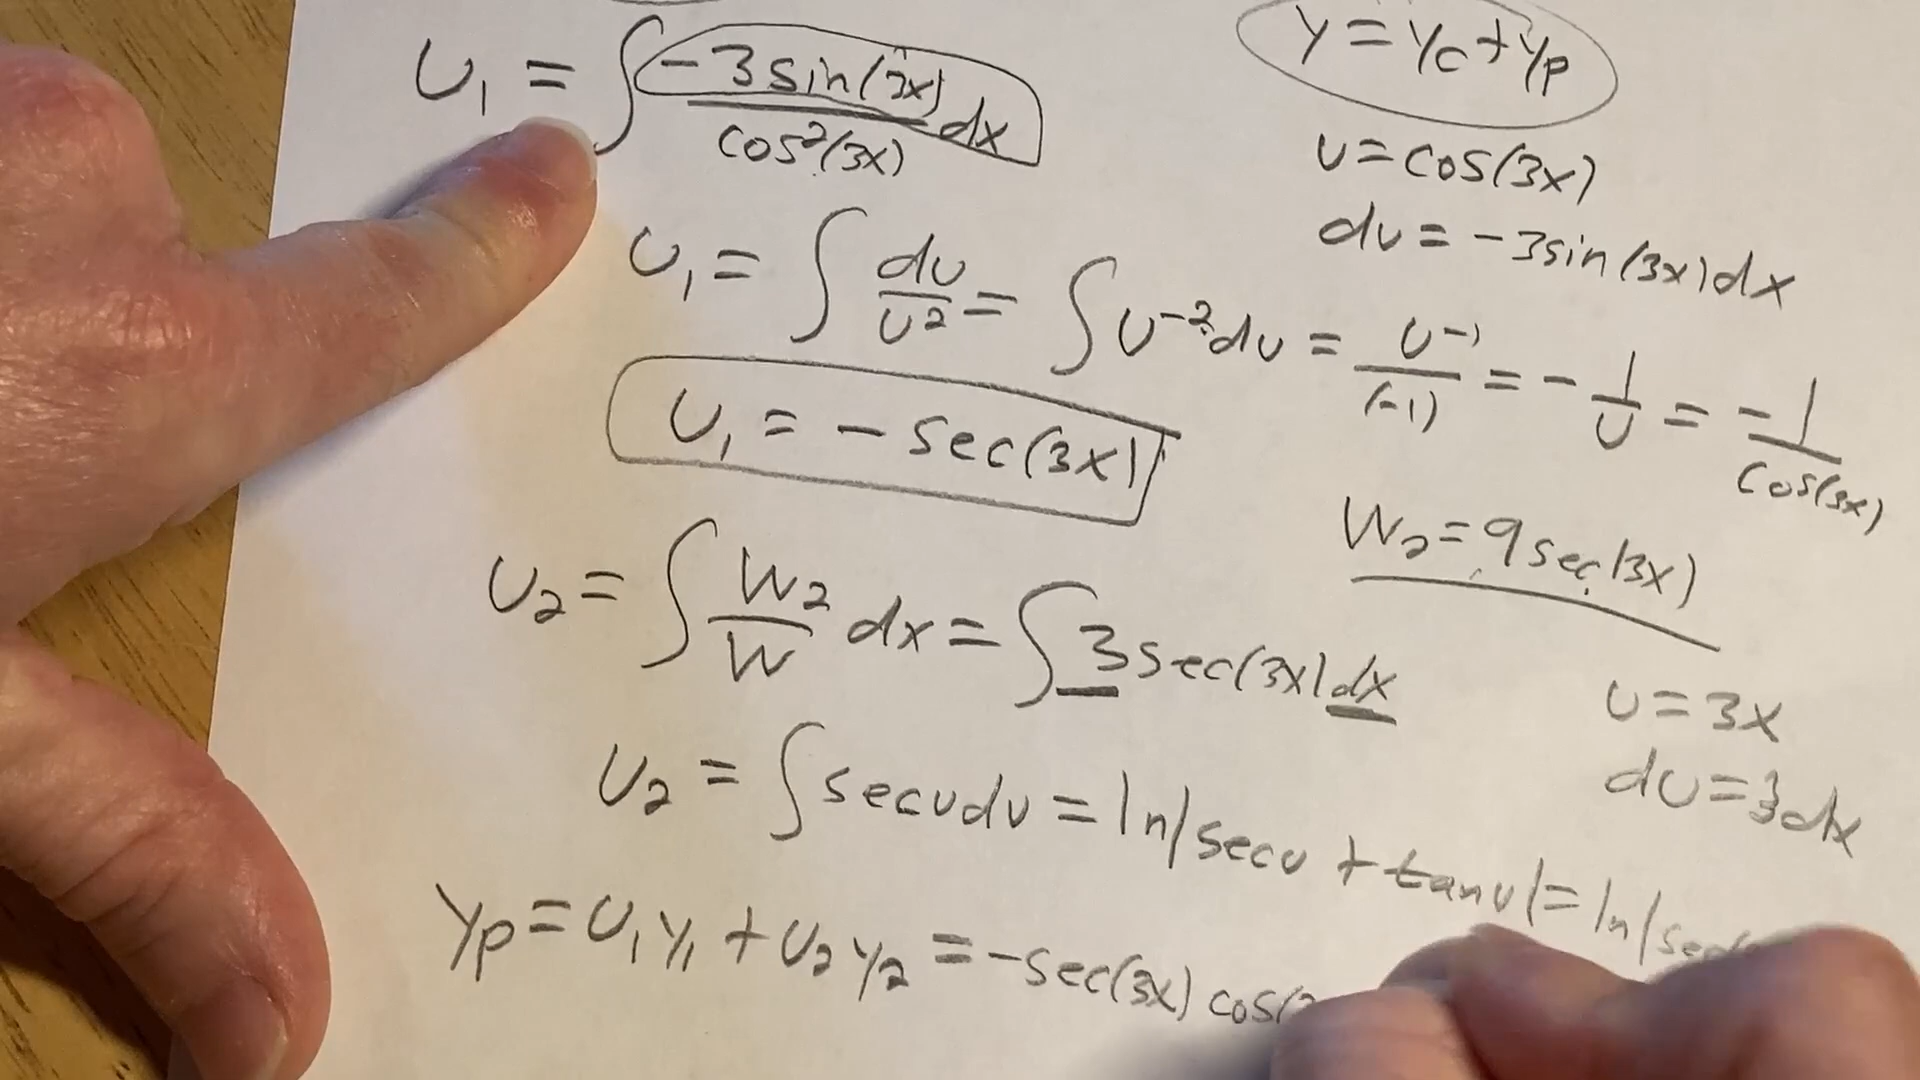 U₁ = ∫ -3sin(3x)/cos²(3x) dx
y = yc + yp
u = cos(3x)
du = -3sin(3x)dx
U₁ = ∫ du/u² = ∫ u⁻² du = u⁻¹/(-1) = - 1/u = -1/cos(3x)
U₁ = - sec(3x)
W₂ = 9sec(3x)
U₂ = ∫ W₂/W dx = ∫ 3sec(3x)dx
u = 3x
du = 3dx
U₂ = ∫ secudu = ln|secu + tanu| = ln|sec
yp = U₁y₁ + U₂y₂ = -sec(3x)cos(